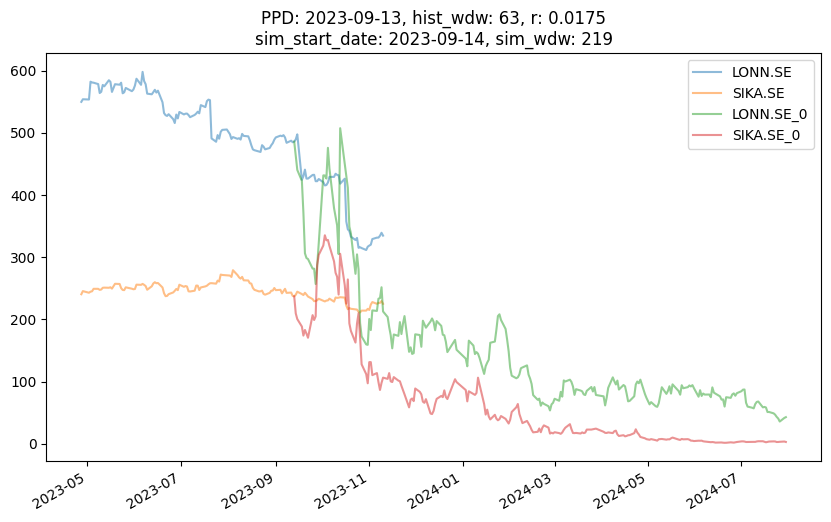 PPD: 2023-09-13, hist_wdw: 63, r: 0.0175
sim_start_date: 2023-09-14, sim_wdw: 219
LONN.SE
SIKA.SE
LONN.SE_0
SIKA.SE_0
600
500
400
300
200
100
0
2023-05
2023-07
2023-09
2023-11
2024-01
2024-03
2024-05
2024-07